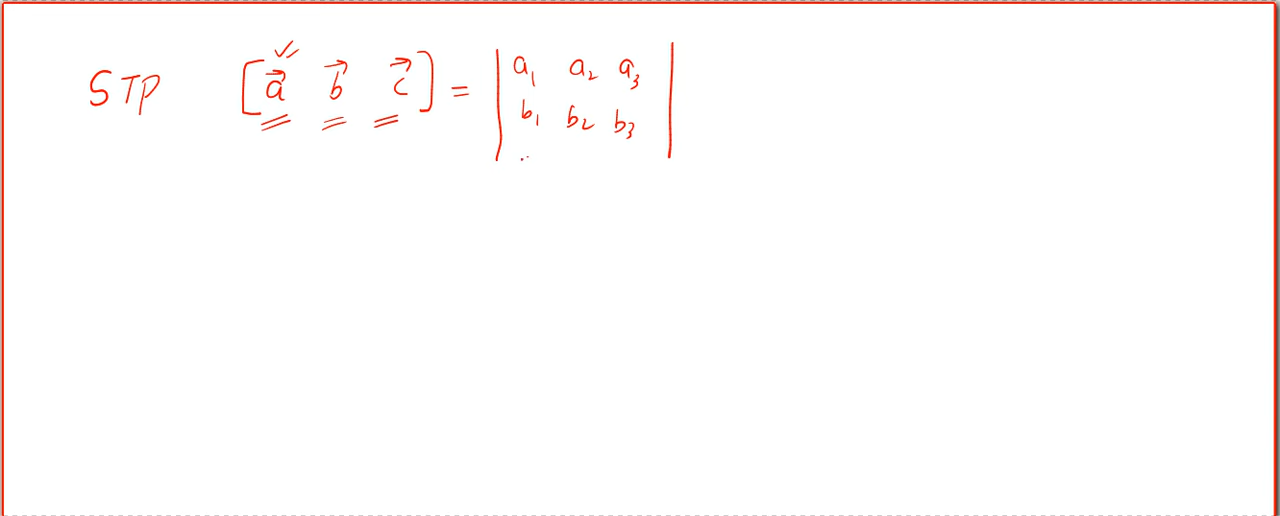 STP [a⃗ b⃗ c⃗] = | a₁ a₂ a₃ |
| b₁ b₂ b₃ |